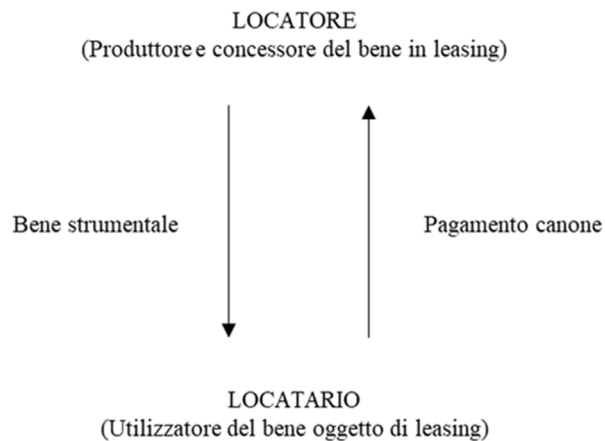 LOCATORE
(Produttore e concessore del bene in leasing)
Bene strumentale
Pagamento canone
LOCATARIO
(Utilizzatore del bene oggetto di leasing)